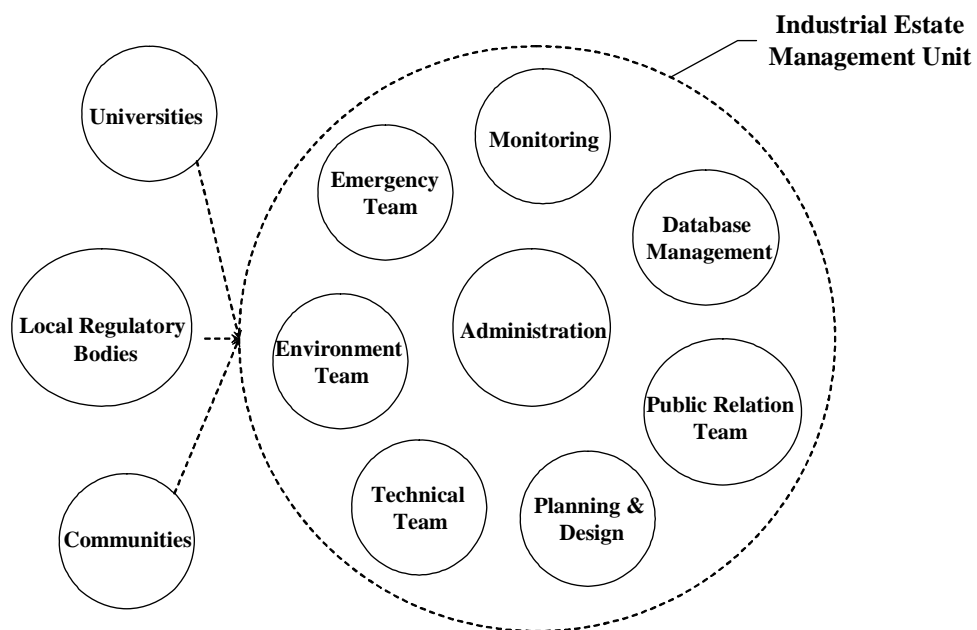 Industrial Estate
Management Unit
Universities
Monitoring
Emergency
Team
Database
Management
Local Regulatory
Bodies
Administration
Environment
Team
Public Relation
Team
Technical
Team
Planning &
Design
Communities